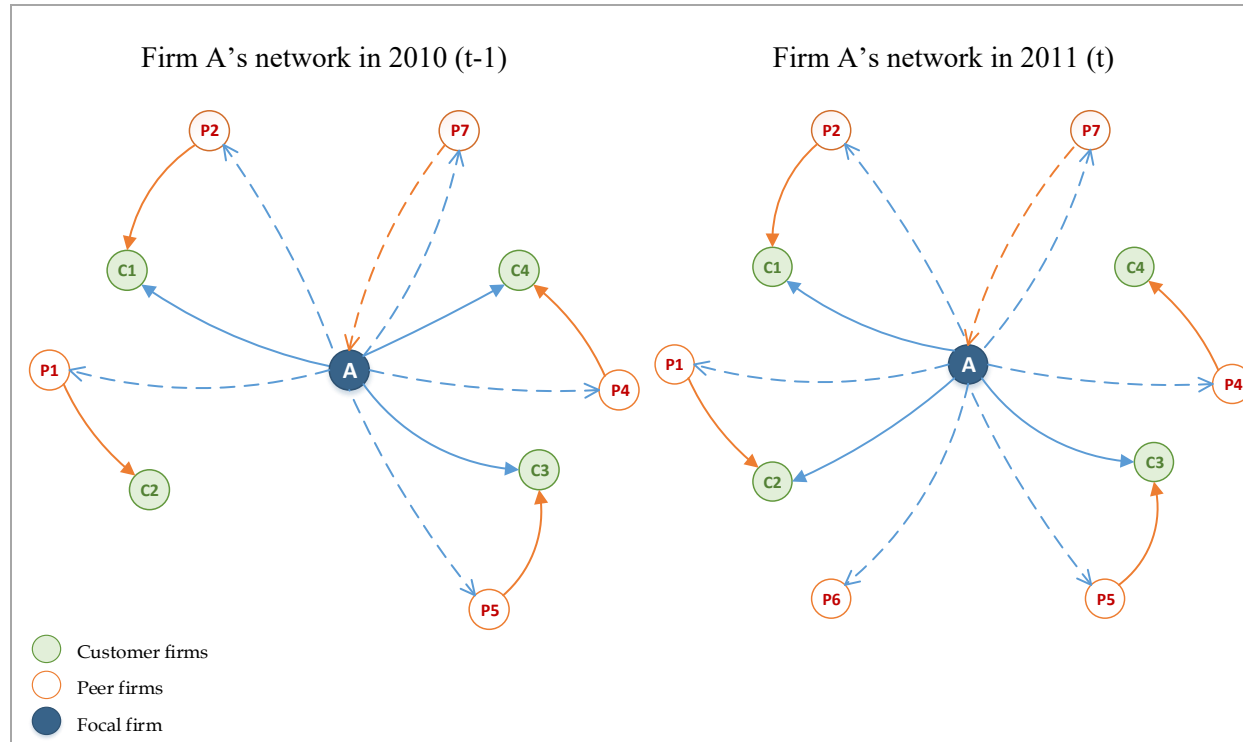 Firm A’s network in 2010 (t-1)
Firm A’s network in 2011 (t)
P2
P7
C1
C4
A
P1
P4
C3
C2
P5
P2
P7
C1
C4
A
P1
P4
C3
C2
P6
P5
Customer firms
Peer firms
Focal firm